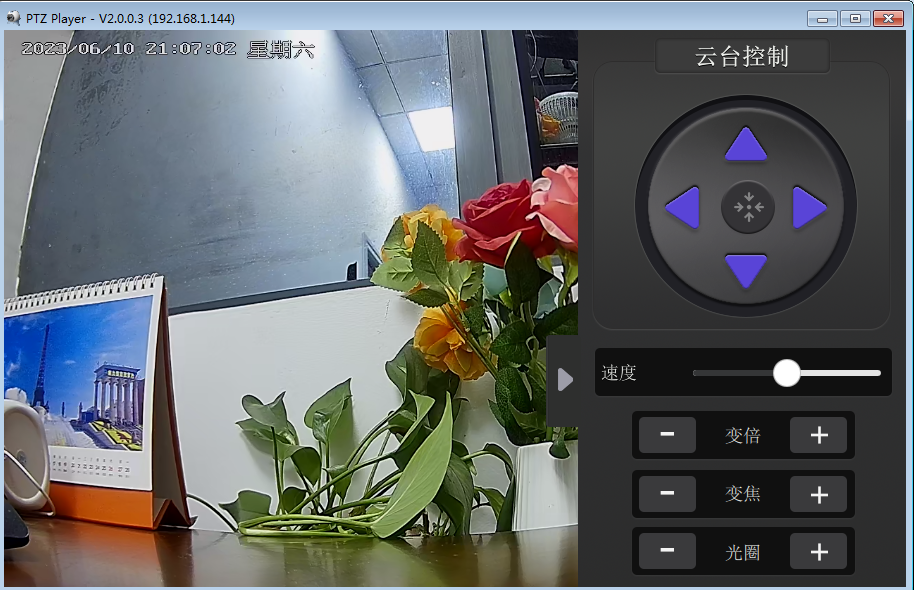 PTZ Player - V2.0.0.3 (192.168.1.144)
2023/06/10 21:07:02 星期六
云台控制
速度
变倍
变焦
光圈